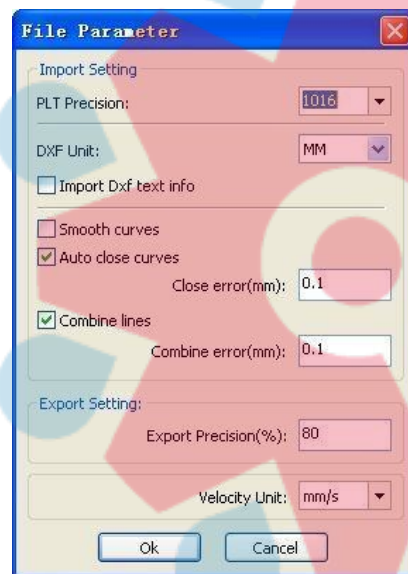 File Parameter
Import Setting
PLT Precision: 1016
DXF Unit: MM
Import Dxf text info
Smooth curves
Auto close curves
Close error(mm): 0.1
Combine lines
Combine error(mm): 0.1
Export Setting:
Export Precision(%): 80
Velocity Unit: mm/s
Ok Cancel